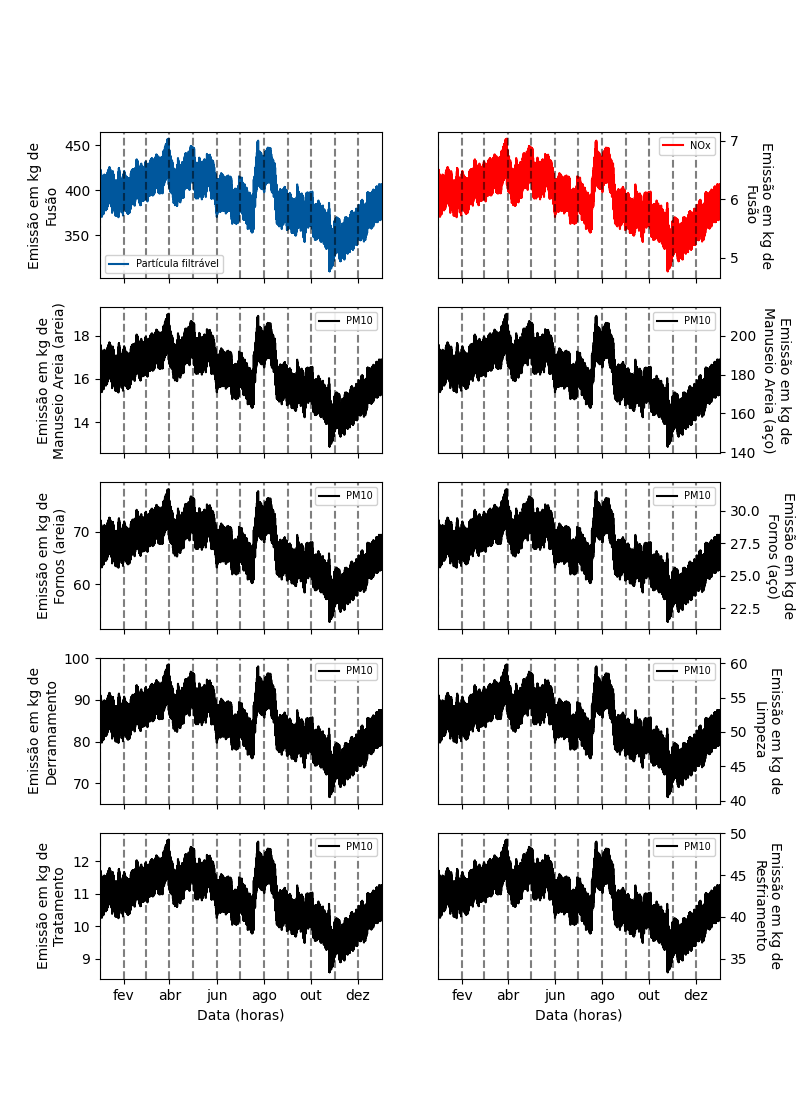 Emissão em kg de
Fusão
450
400
350
Partícula filtrável
NOx
7
6
5
Emissão em kg de
Fusão
Emissão em kg de
Manuseio Areia (areia)
18
16
14
PM10
PM10
200
180
160
140
Emissão em kg de
Manuseio Areia (aço)
Emissão em kg de
Fornos (areia)
70
60
PM10
PM10
30.0
27.5
25.0
22.5
Emissão em kg de
Fornos (aço)
Emissão em kg de
Derramamento
100
90
80
70
PM10
PM10
60
55
50
45
40
Emissão em kg de
Limpeza
Emissão em kg de
Tratamento
12
11
10
9
PM10
PM10
50
45
40
35
Emissão em kg de
Resfriamento
fev abr jun ago out dez
Data (horas)
fev abr jun ago out dez
Data (horas)